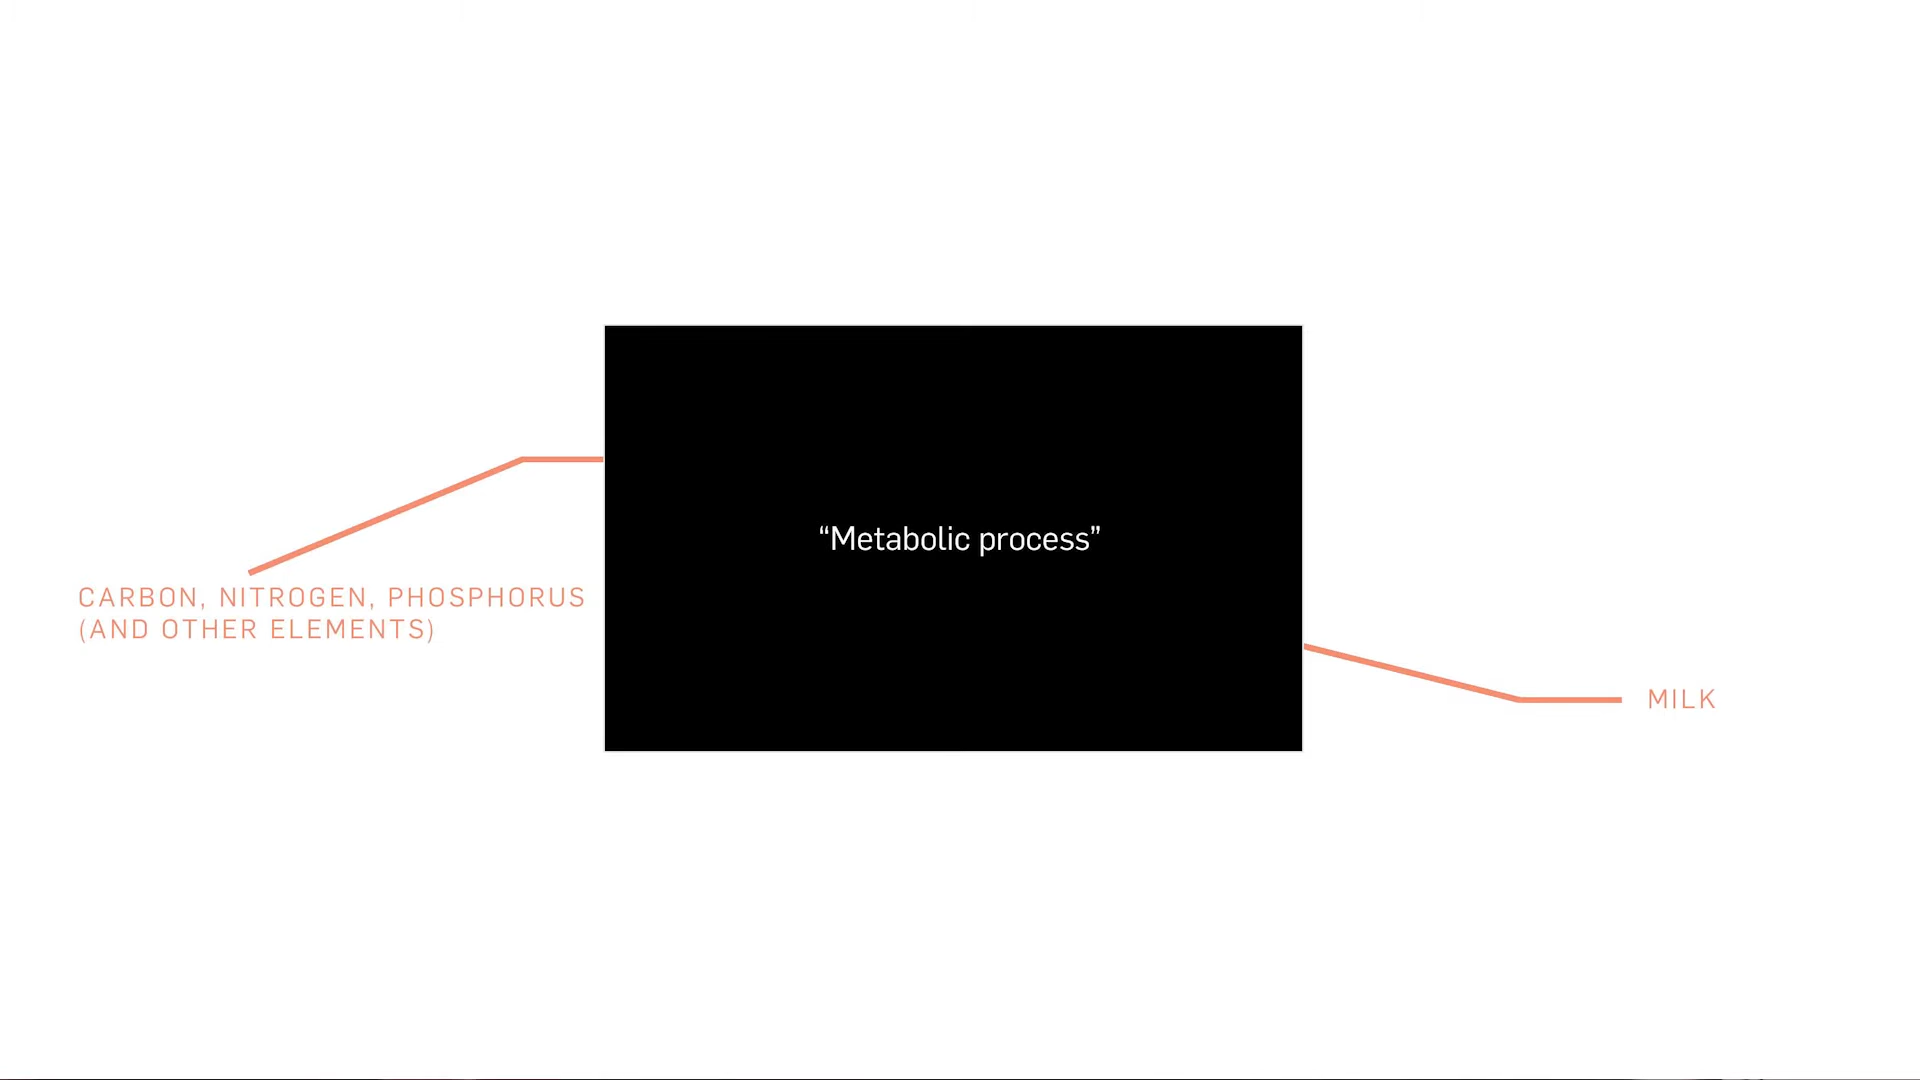 “Metabolic process”
CARBON, NITROGEN, PHOSPHORUS
(AND OTHER ELEMENTS)
MILK